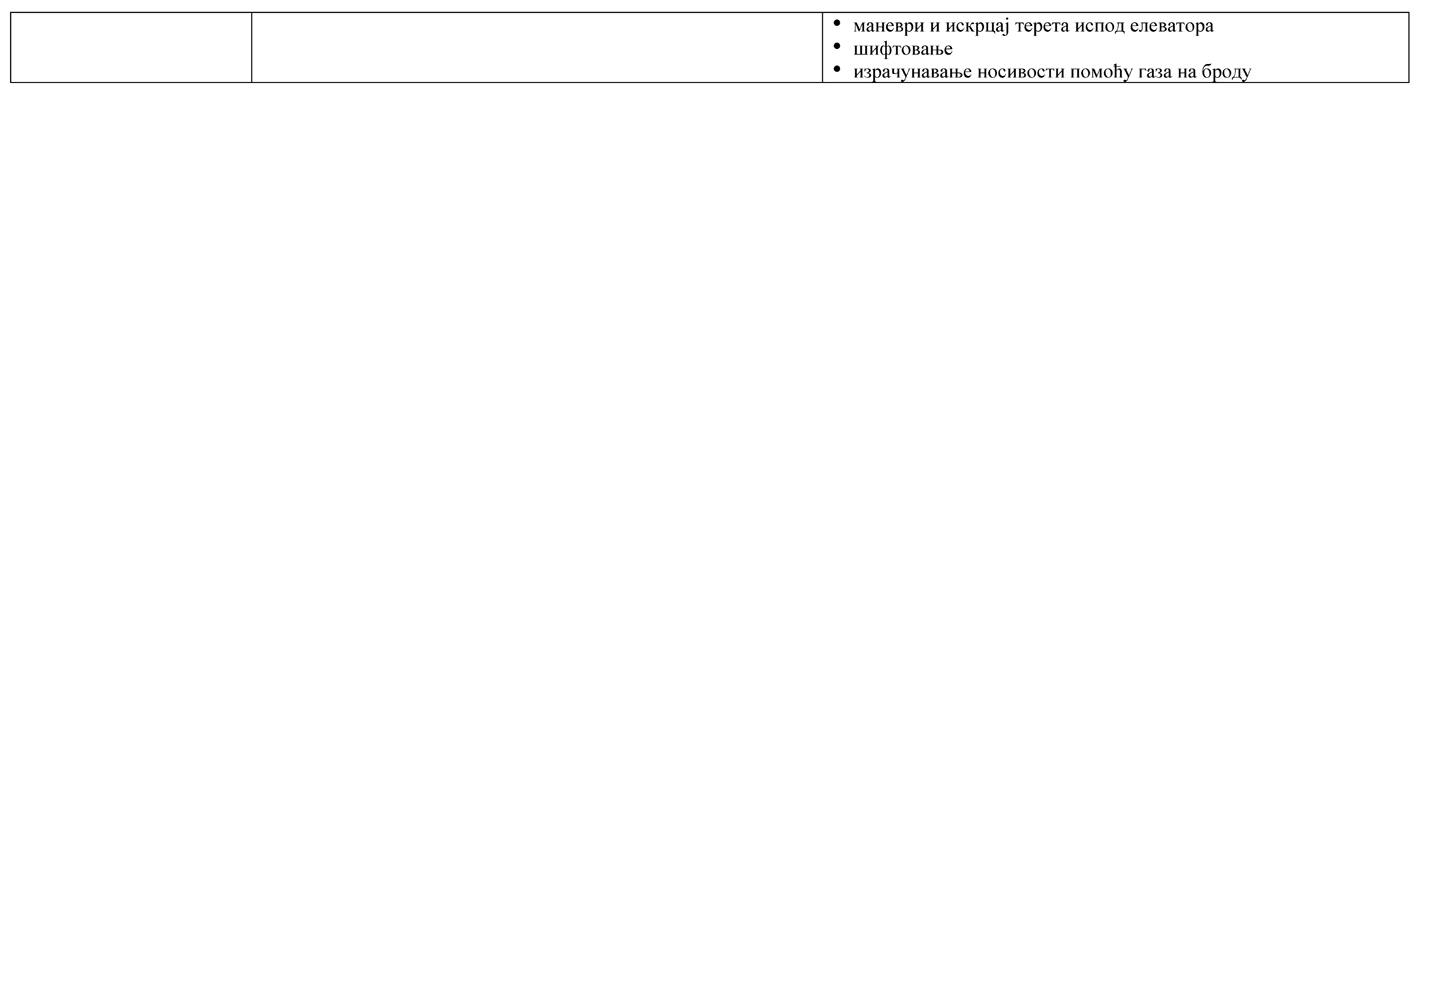 • маневри и искрцај терета испод елеватора
• шифтовање
• израчунавање носивости помоћу газа на броду